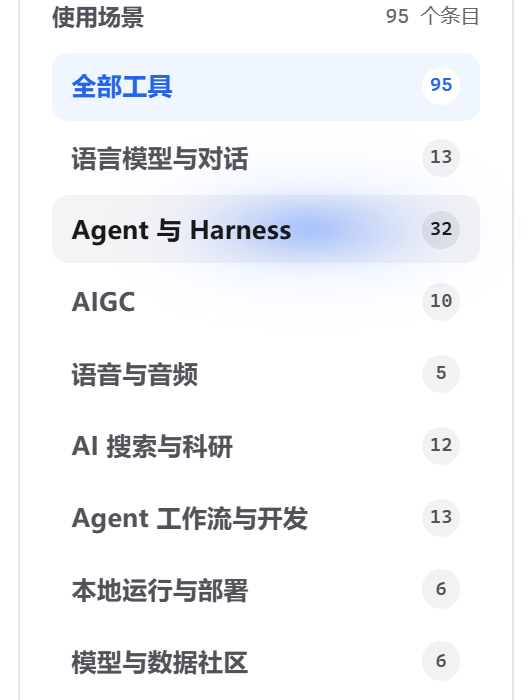 使用场景 95 个条目
全部工具 95
语言模型与对话 13
Agent 与 Harness 32
AIGC 10
语音与音频 5
AI 搜索与科研 12
Agent 工作流与开发 13
本地运行与部署 6
模型与数据社区 6